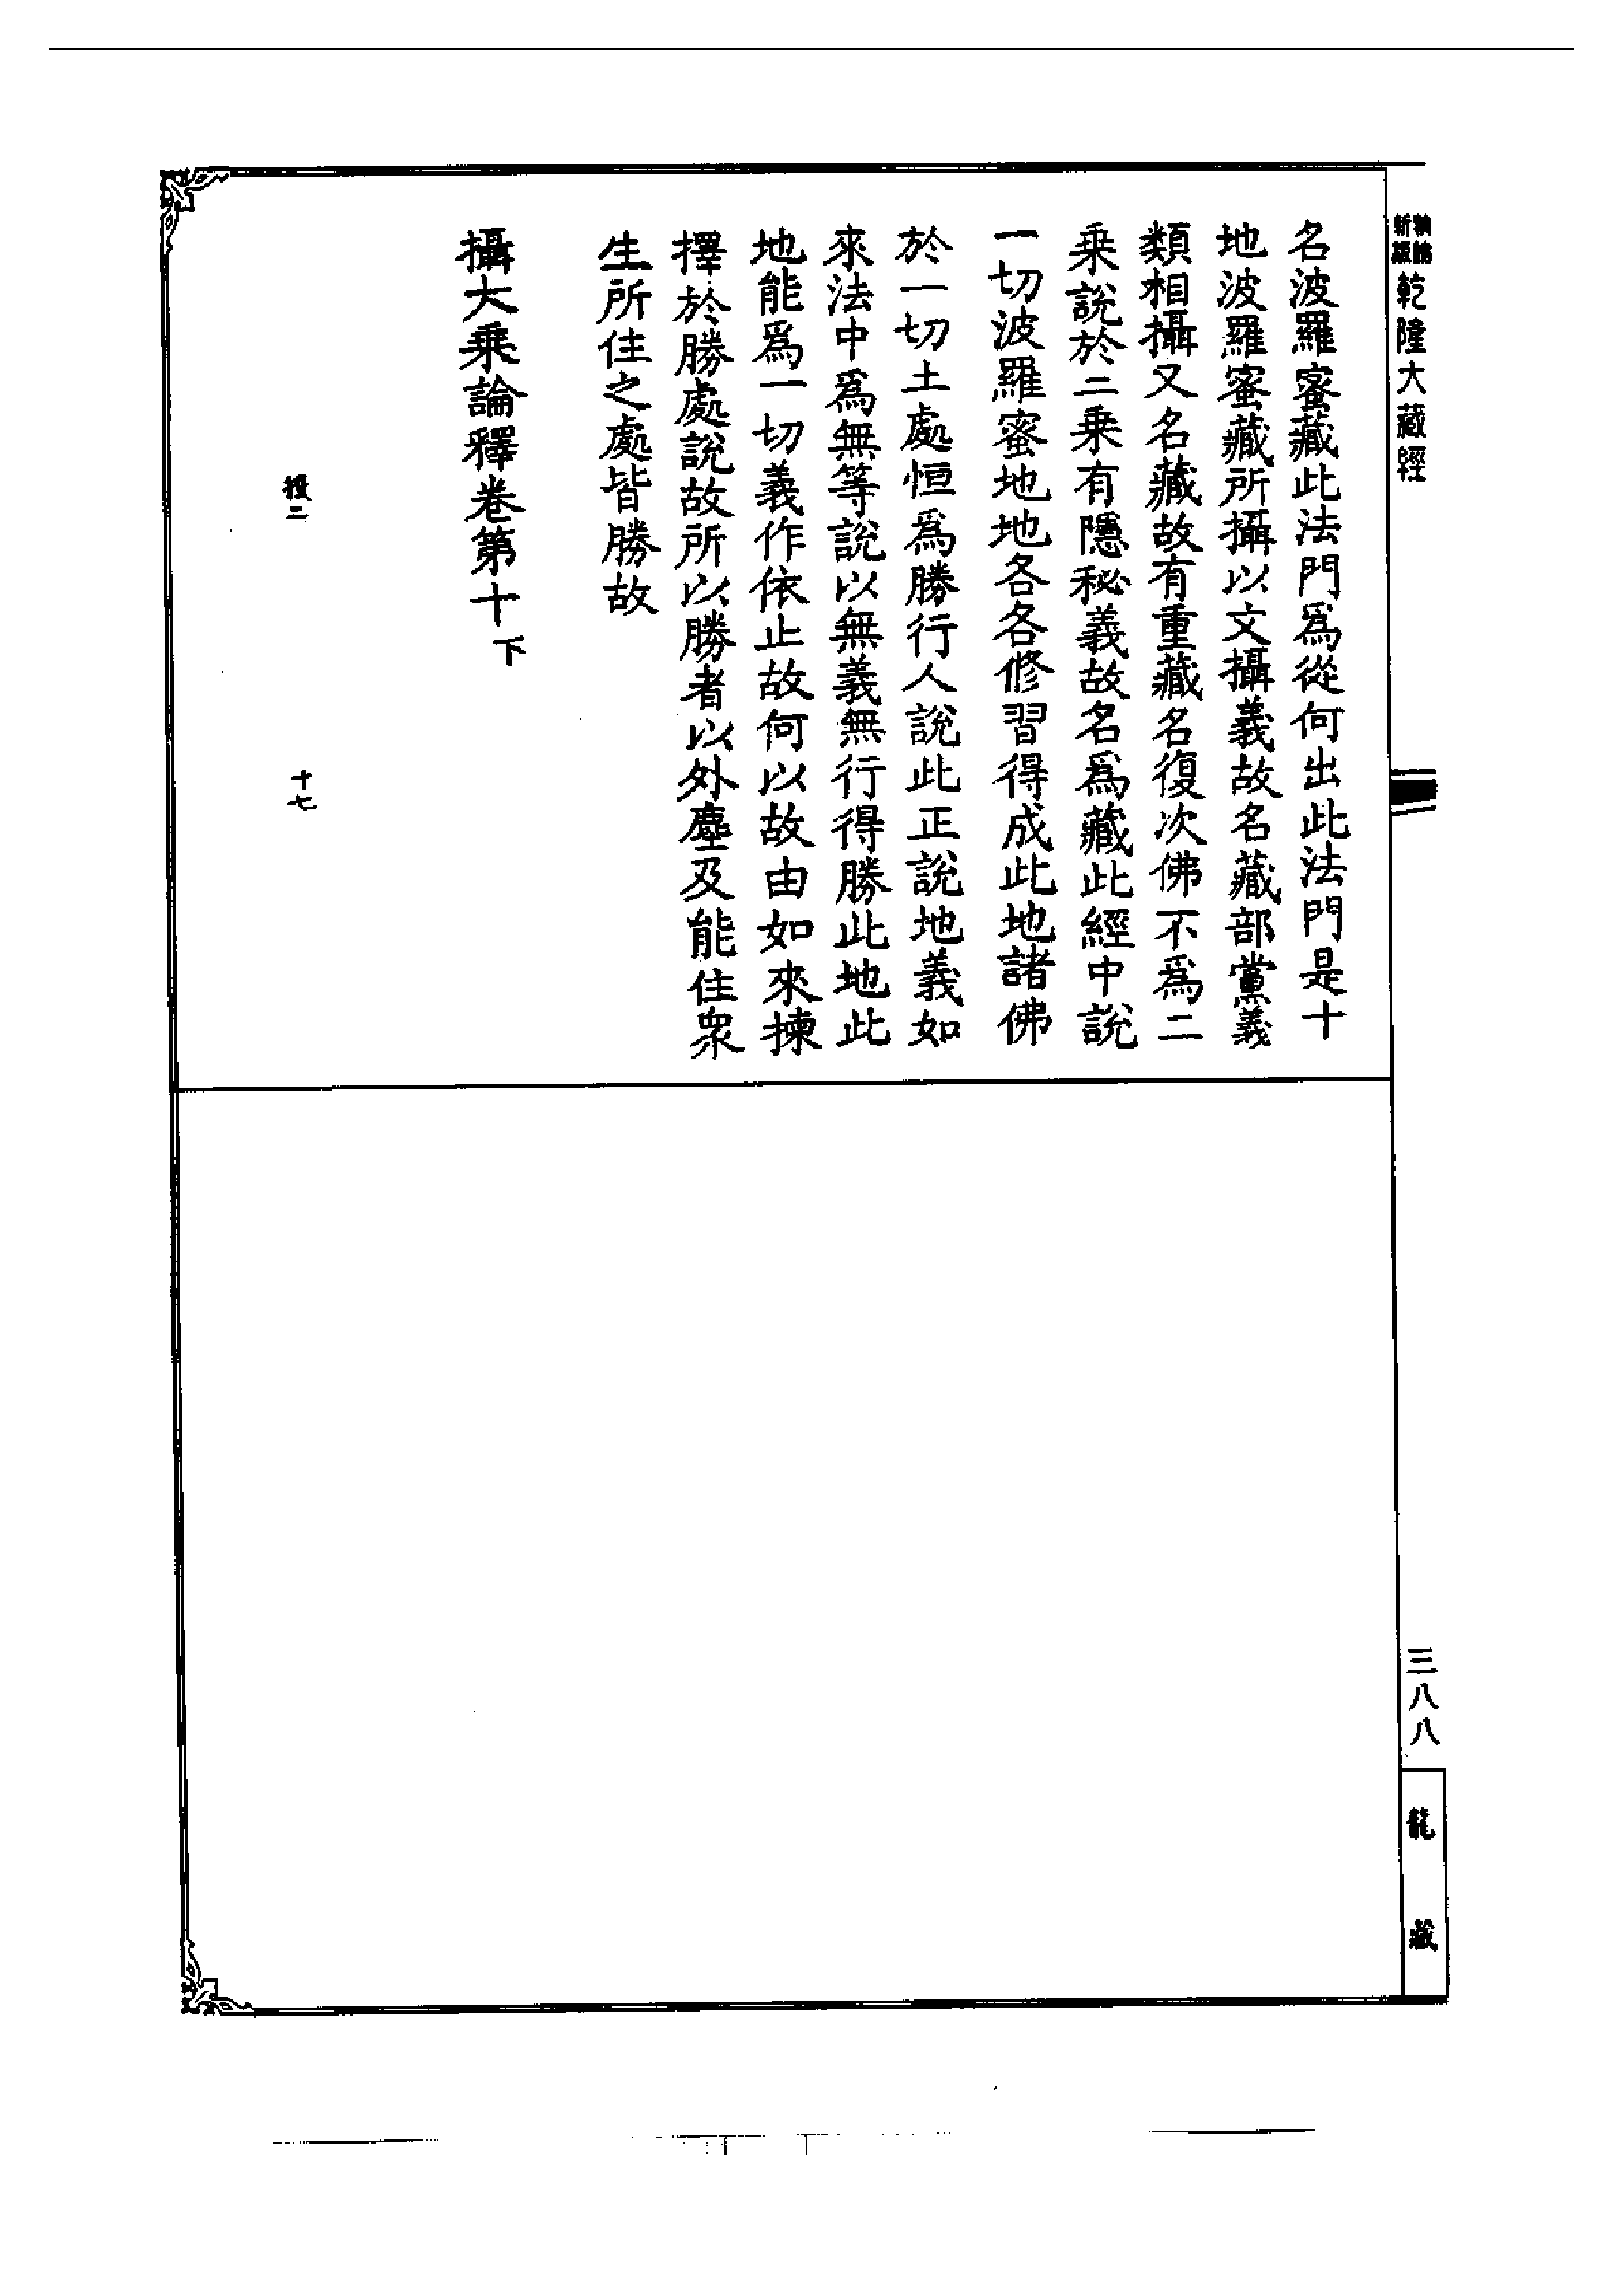 新版
乾隆大藏經
名波羅蜜藏此法門爲從何出此法門是十
地波羅蜜藏所攝以文攝義故名藏部黨義
類相攝又名藏故有重藏名復次佛不爲二
乗說於二乗有隱秘義故名爲藏此經中說
一切波羅蜜地地各各修習得成此地諸佛
於一切土處恒爲勝行人說此正說地義如
來法中爲無等說以無義無行得勝此地此
地能爲一切義作依止故何以故由如來揀
擇於勝處說故所以勝者以外塵及能住衆
生所住之處皆勝故
攝大乗論釋卷第十下
十七
三八八
龍藏